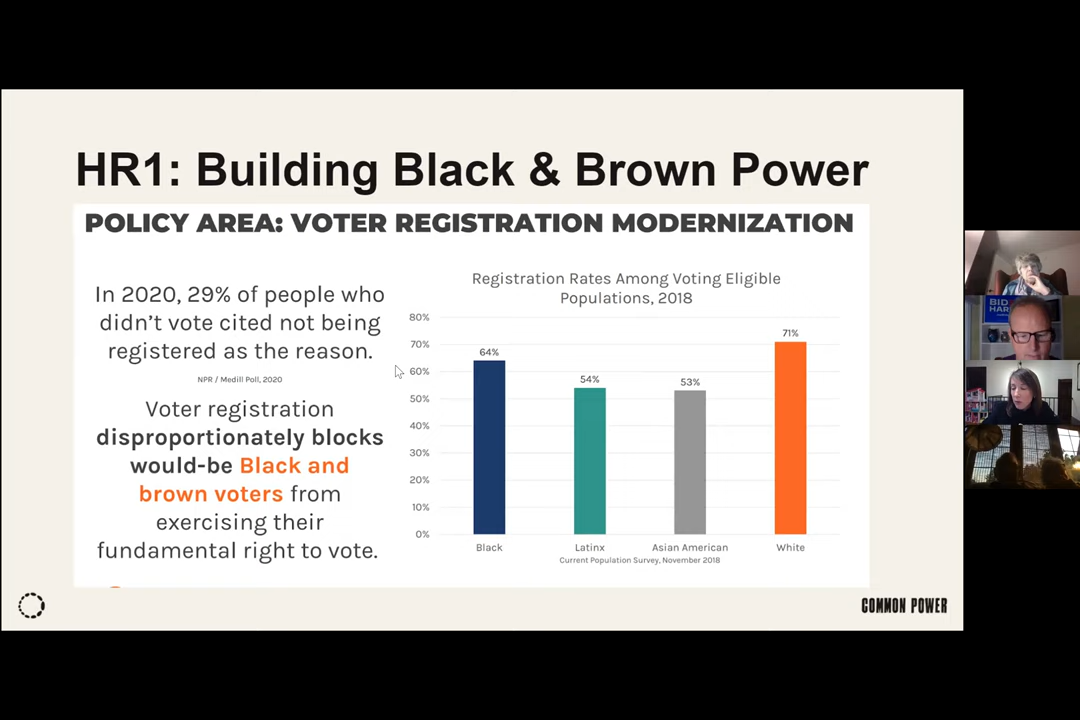 HR1: Building Black & Brown Power
POLICY AREA: VOTER REGISTRATION MODERNIZATION
In 2020, 29% of people who
didn't vote cited not being
registered as the reason.
NPR / Medill Poll, 2020
Voter registration
disproportionately blocks
would-be Black and
brown voters from
exercising their
fundamental right to vote.
Registration Rates Among Voting Eligible
Populations, 2018
80%
70%
60%
50%
40%
30%
20%
10%
0%
64%
54%
53%
71%
Black
Latinx
Asian American
White
Current Population Survey, November 2018
COMMON POWER
BID
HAR